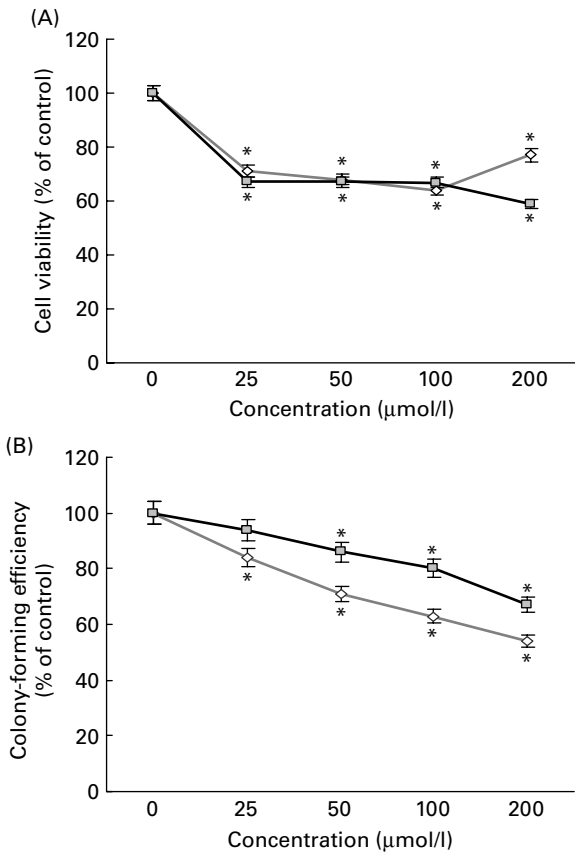 (A)
Cell viability (% of control)
120
100
80
60
40
20
0
* * * *
* * * *
0 25 50 100 200
Concentration (μmol/l)
(B)
Colony-forming efficiency
(% of control)
120
100
80
60
40
20
0
* * *
* * * *
0 25 50 100 200
Concentration (μmol/l)